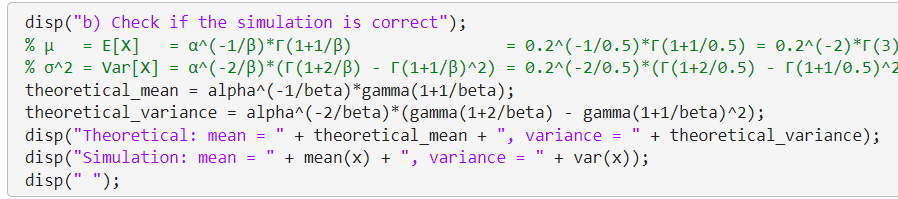 disp("b) Check if the simulation is correct");
% μ   = E[X]   = α^(-1/β)*Γ(1+1/β)                = 0.2^(-1/0.5)*Γ(1+1/0.5) = 0.2^(-2)*Γ(3)
% σ^2 = Var[X] = α^(-2/β)*(Γ(1+2/β) - Γ(1+1/β)^2) = 0.2^(-2/0.5)*(Γ(1+2/0.5) - Γ(1+1/0.5)^2
theoretical_mean = alpha^(-1/beta)*gamma(1+1/beta);
theoretical_variance = alpha^(-2/beta)*(gamma(1+2/beta) - gamma(1+1/beta)^2);
disp("Theoretical: mean = " + theoretical_mean + ", variance = " + theoretical_variance);
disp("Simulation: mean = " + mean(x) + ", variance = " + var(x));
disp(" ");